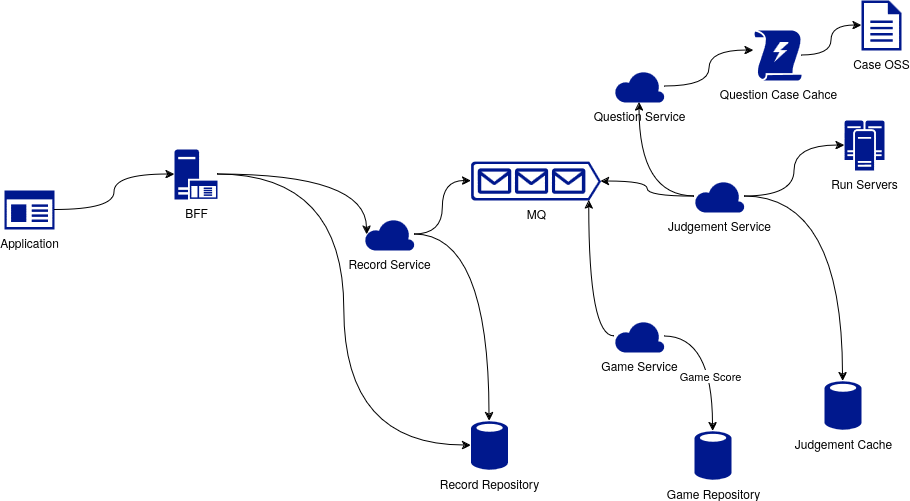 Case OSS
Question Case Cahce
Question Service
Run Servers
Application
BFF
MQ
Judgement Service
Record Service
Game Service
Game Score
Judgement Cache
Record Repository
Game Repository